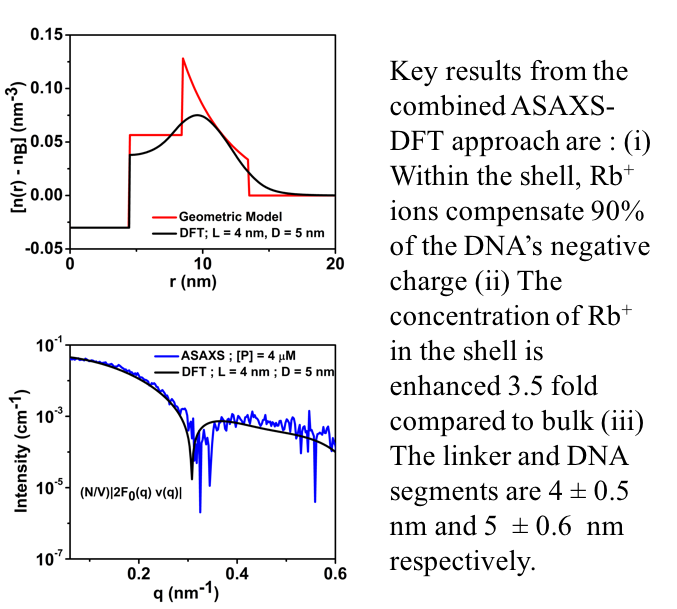 0.15
0.10
0.05
0.00
-0.05
[n(r) - nB] (nm-3)
Geometric Model
DFT; L = 4 nm, D = 5 nm
0 10 20
r (nm)
10-1
10-3
10-5
10-7
Intensity (cm-1)
ASAXS ; [P] = 4 μM
DFT ; L = 4 nm ; D = 5 nm
(N/V)|2F0(q) v(q)|
0.2 0.4 0.6
q (nm-1)
Key results from the
combined ASAXS-
DFT approach are : (i)
Within the shell, Rb+
ions compensate 90%
of the DNA's negative
charge (ii) The
concentration of Rb+
in the shell is
enhanced 3.5 fold
compared to bulk (iii)
The linker and DNA
segments are 4 ± 0.5
nm and 5 ± 0.6 nm
respectively.